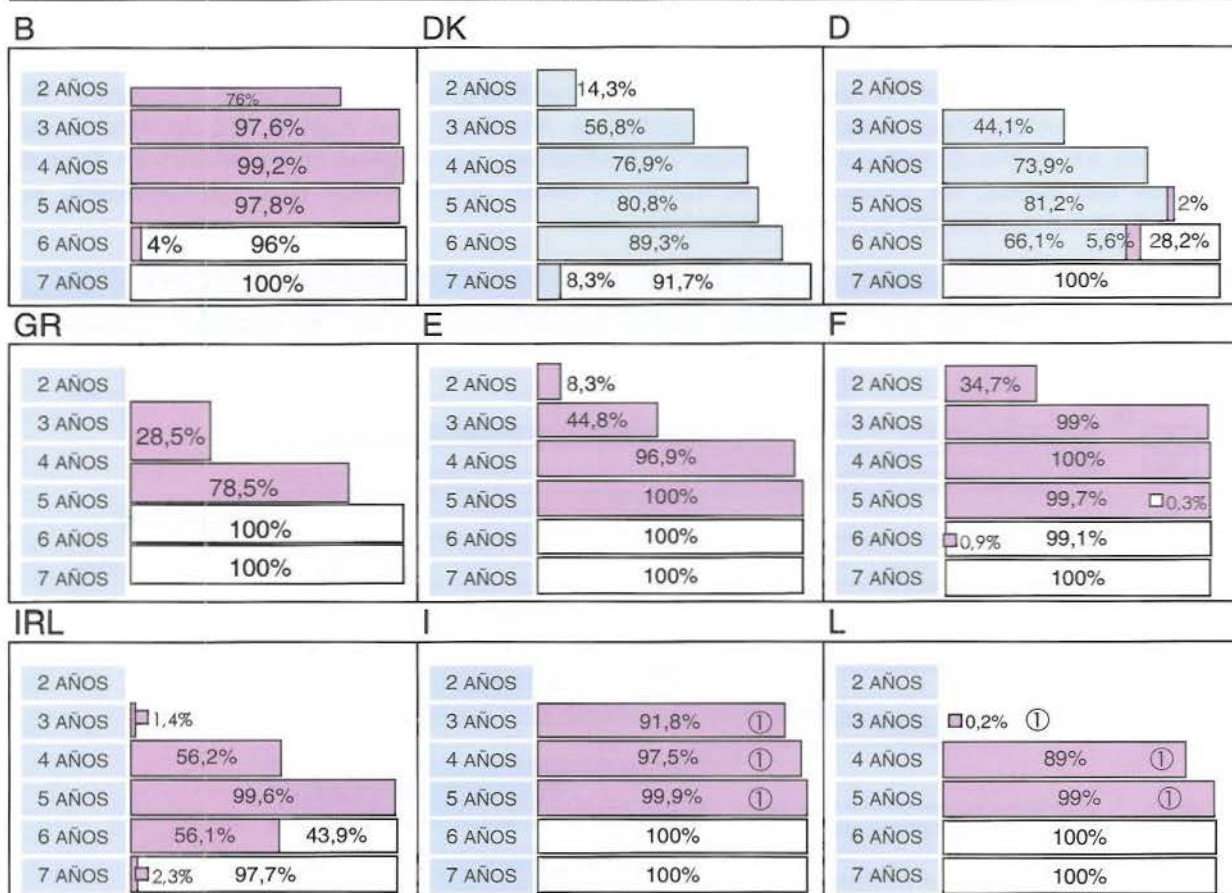 B
2 AÑOS 76%
3 AÑOS 97,6%
4 AÑOS 99,2%
5 AÑOS 97,8%
6 AÑOS 4% 96%
7 AÑOS 100%
DK
2 AÑOS 14,3%
3 AÑOS 56,8%
4 AÑOS 76,9%
5 AÑOS 80,8%
6 AÑOS 89,3%
7 AÑOS 8,3% 91,7%
D
2 AÑOS
3 AÑOS 44,1%
4 AÑOS 73,9%
5 AÑOS 81,2% 2%
6 AÑOS 66,1% 5,6% 28,2%
7 AÑOS 100%
GR
2 AÑOS
3 AÑOS
28,5%
4 AÑOS
78,5%
5 AÑOS
100%
6 AÑOS
100%
7 AÑOS
E
2 AÑOS 8,3%
3 AÑOS 44,8%
4 AÑOS 96,9%
5 AÑOS 100%
6 AÑOS 100%
7 AÑOS 100%
F
2 AÑOS 34,7%
3 AÑOS 99%
4 AÑOS 100%
5 AÑOS 99,7% 0,3%
6 AÑOS 0,9% 99,1%
7 AÑOS 100%
IRL
2 AÑOS
3 AÑOS 1,4%
4 AÑOS 56,2%
5 AÑOS 99,6%
6 AÑOS 56,1% 43,9%
7 AÑOS 2,3% 97,7%
I
2 AÑOS
3 AÑOS 91,8% ①
4 AÑOS 97,5% ①
5 AÑOS 99,9% ①
6 AÑOS 100%
7 AÑOS 100%
L
2 AÑOS
3 AÑOS 0,2% ①
4 AÑOS 89% ①
5 AÑOS 99% ①
6 AÑOS 100%
7 AÑOS 100%